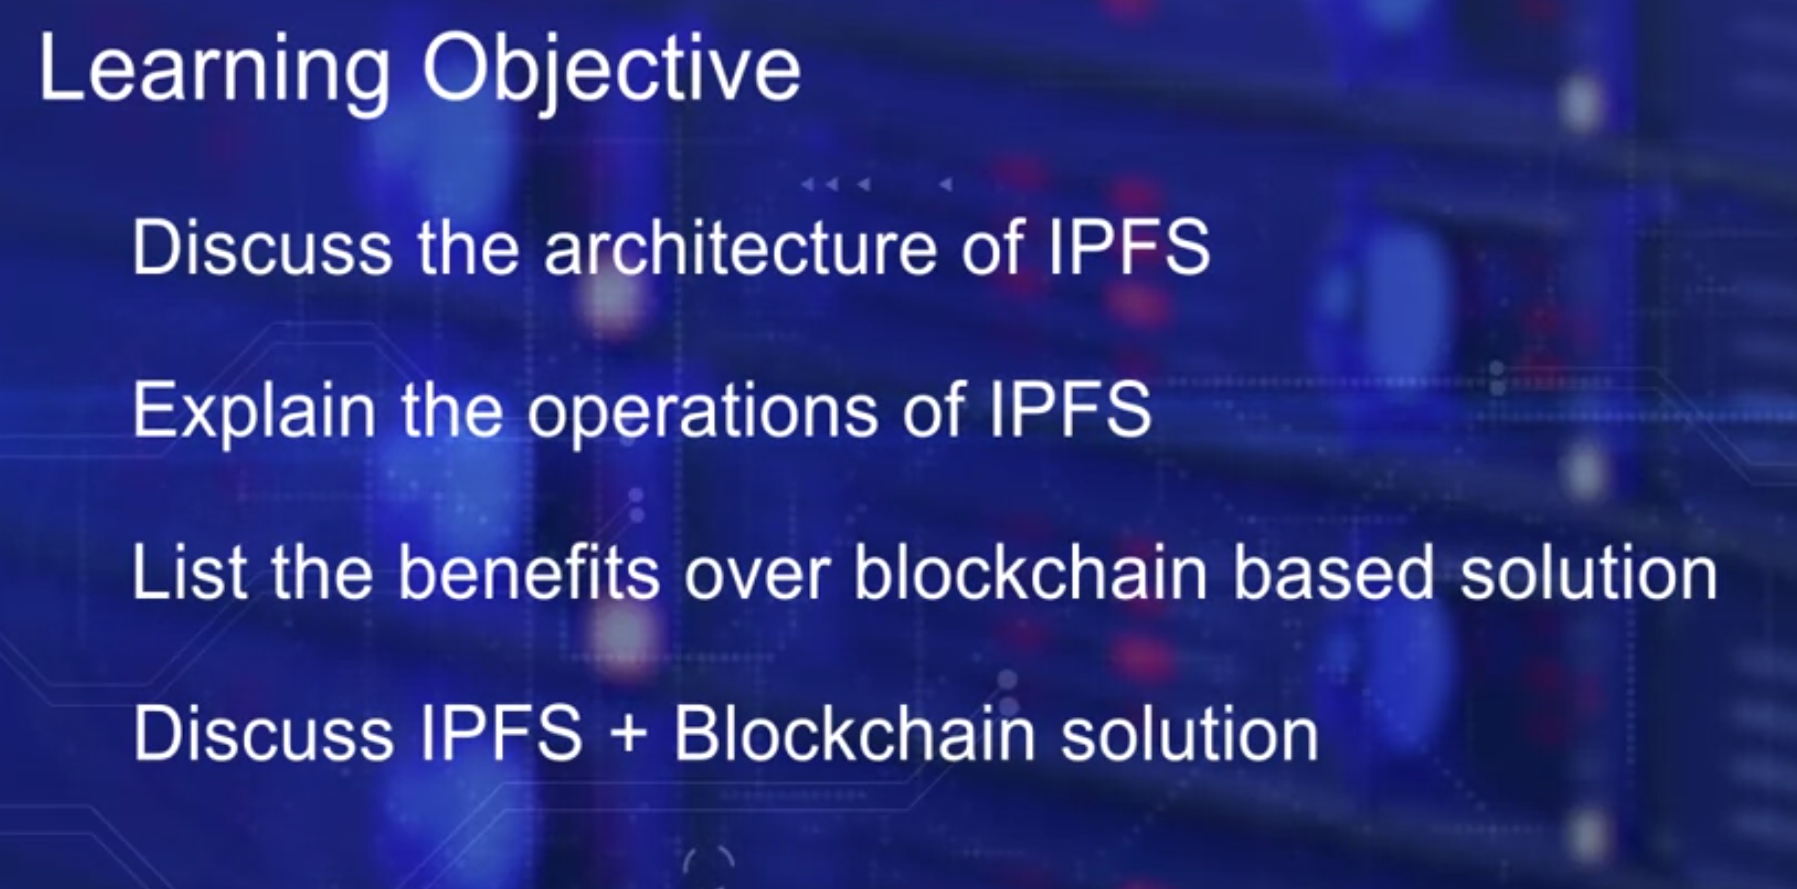 Learning Objective
Discuss the architecture of IPFS
Explain the operations of IPFS
List the benefits over blockchain based solution
Discuss IPFS + Blockchain solution